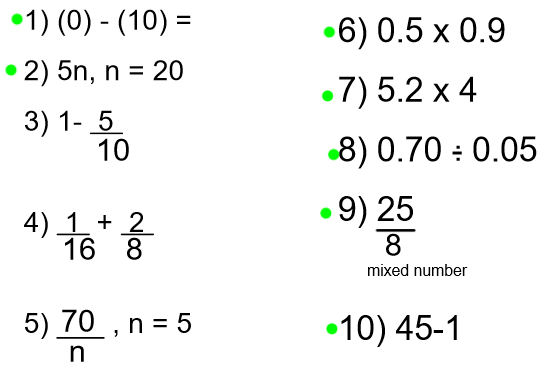 1) (0) - (10) =
2) 5n, n = 20
3) 1- 5/10
4) 1/16 + 2/8
5) 70/n , n = 5
6) 0.5 x 0.9
7) 5.2 x 4
8) 0.70 ÷ 0.05
9) 25/8
mixed number
10) 45-1